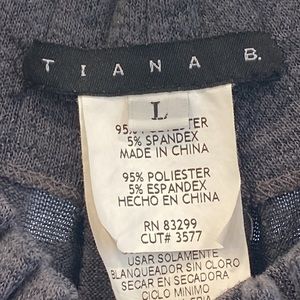 TIANA B.
L
95% POLYESTER
5% SPANDEX
MADE IN CHINA
95% POLIESTER
5% ESPANDEX
HECHO EN CHINA
RN 83299
CUT# 3577
USAR SOLAMENTE
BLANQUEADOR SIN CLORO
SECAR EN SECADORA
CICLO MINIMO